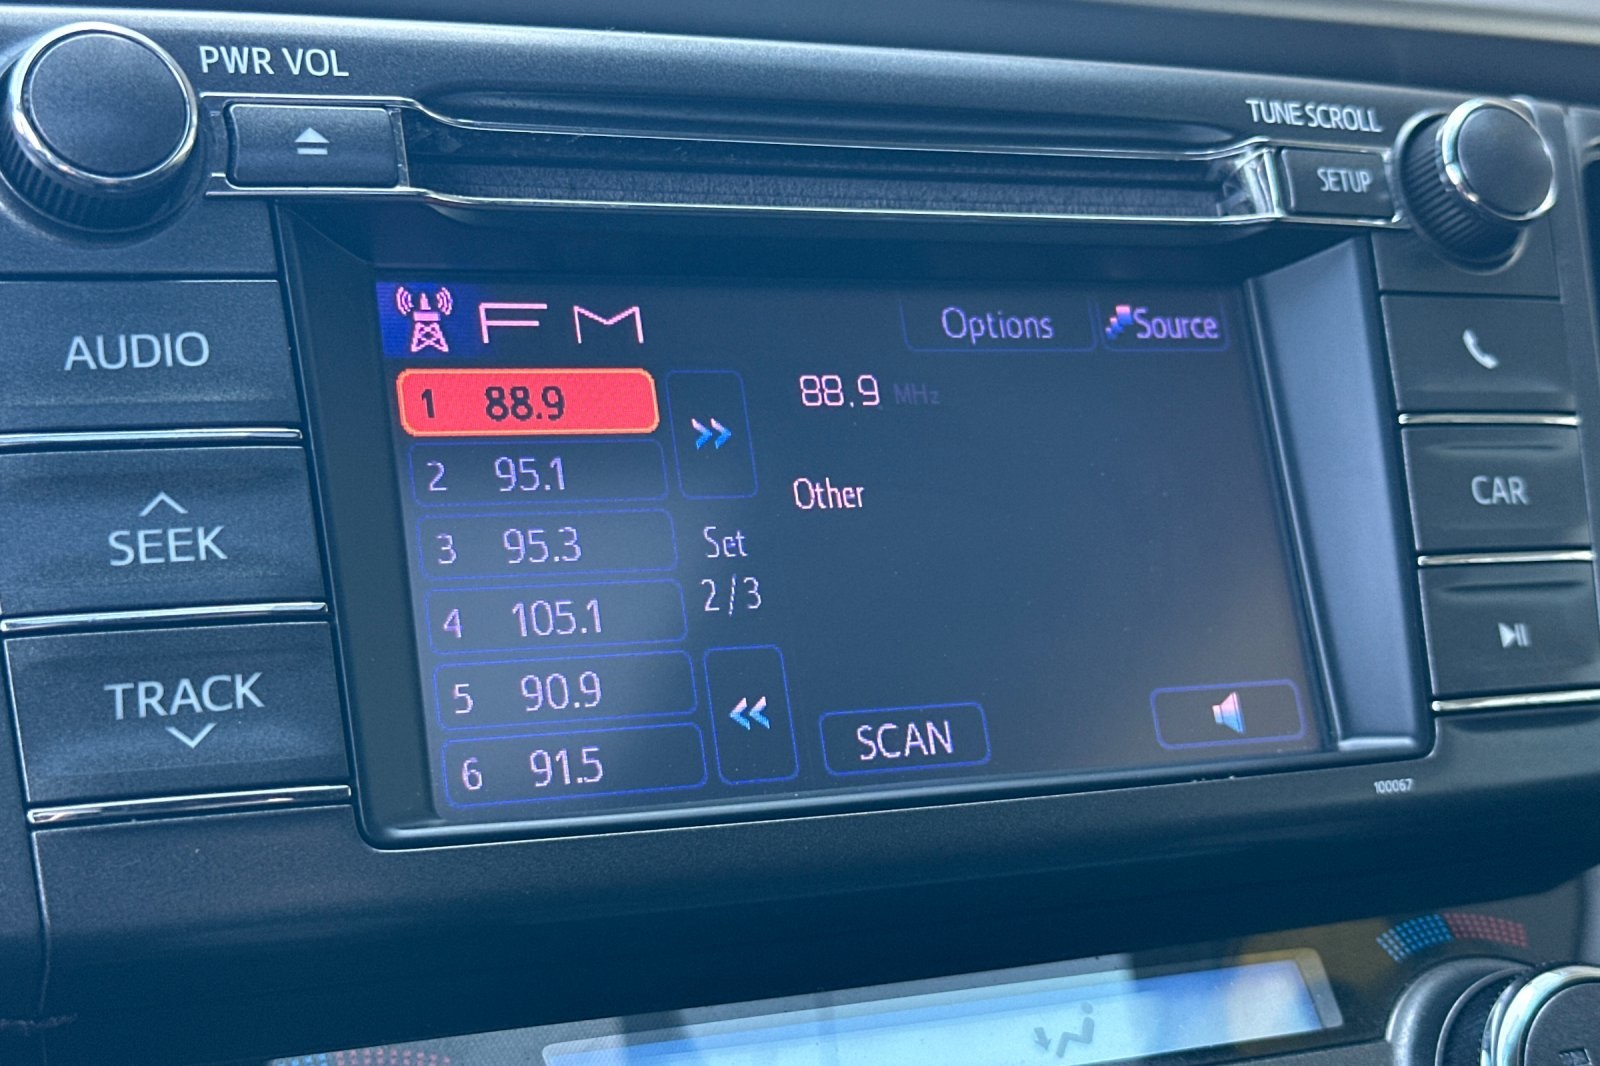 PWR VOL
TUNE SCROLL
SETUP
AUDIO
SEEK
TRACK
FM
Options
Source
1 88.9
2 95.1
3 95.3
4 105.1
5 90.9
6 91.5
Set
2/3
88.9 MHz
Other
SCAN
CAR
100067